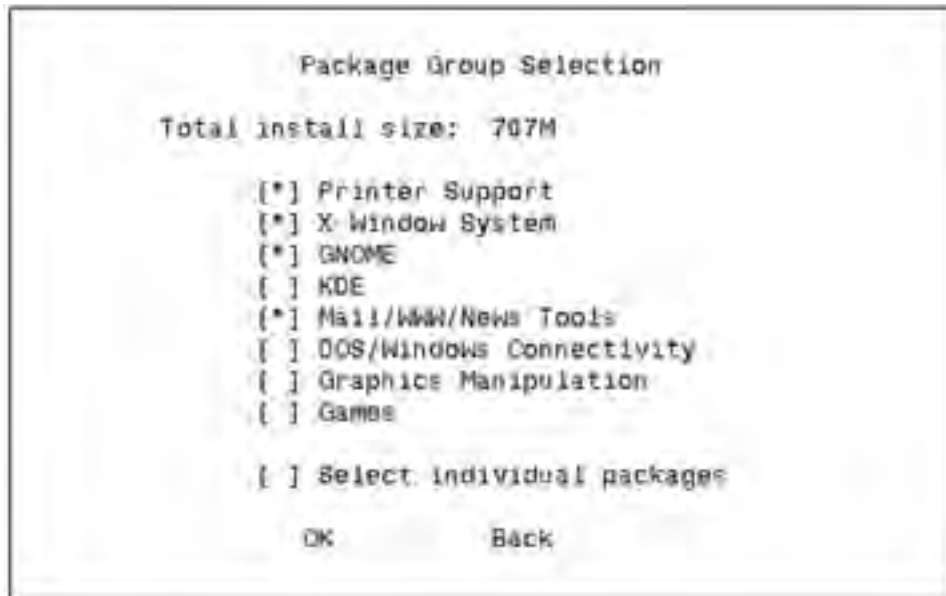 Package Group Selection
Total install size: 707M
[*] Printer Support
[*] X Window System
[*] GNOME
[ ] KDE
[*] Mail/WWW/News Tools
[ ] DOS/Windows Connectivity
[ ] Graphics Manipulation
[ ] Games
[ ] Select individual packages
OK Back